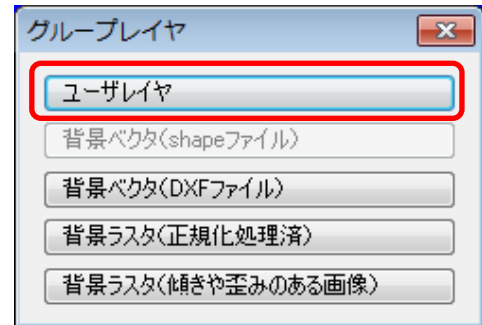 グループレイヤ
ユーザレイヤ
背景ベクタ(shapeファイル)
背景ベクタ(DXFファイル)
背景ラスタ(正規化処理済)
背景ラスタ(傾きや歪みのある画像)